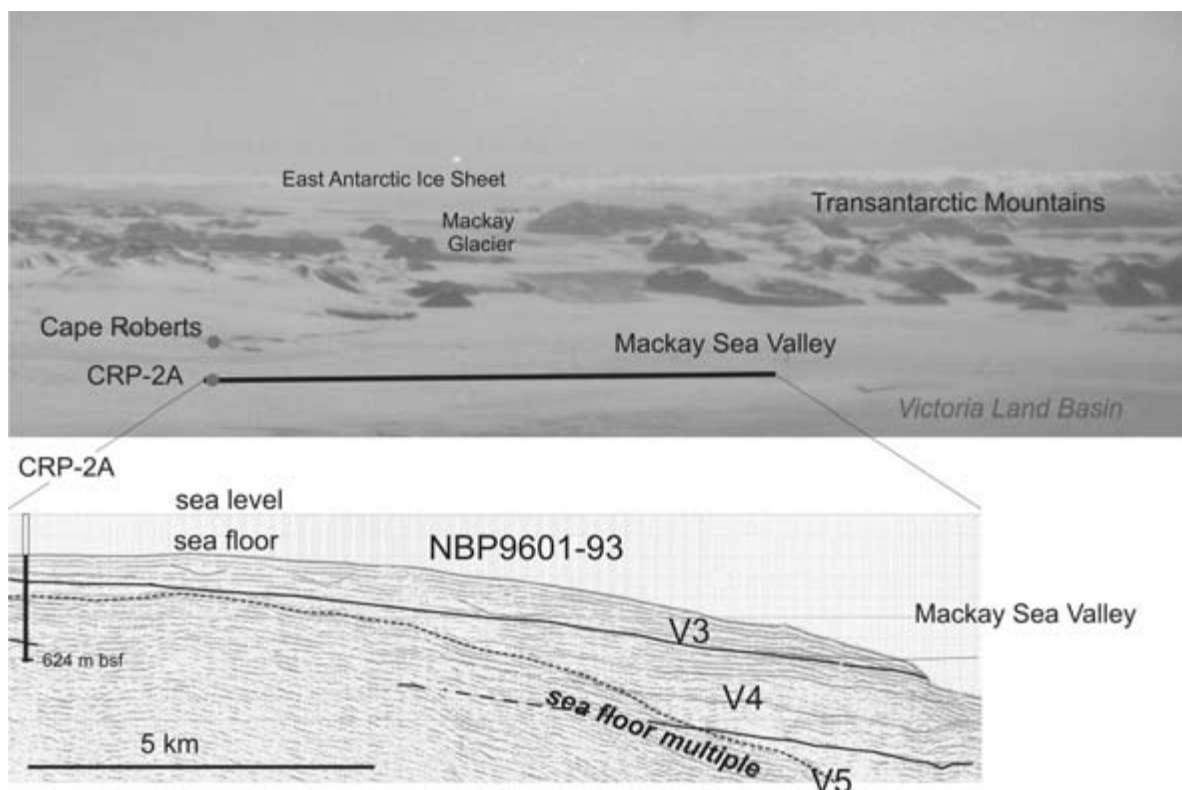 East Antarctic Ice Sheet
Mackay
Glacier
Transantarctic Mountains
Cape Roberts
Mackay Sea Valley
CRP-2A
Victoria Land Basin
CRP-2A
sea level
sea floor
NBP9601-93
Mackay Sea Valley
V3
624 m bsf
V4
sea floor multiple
5 km
V5